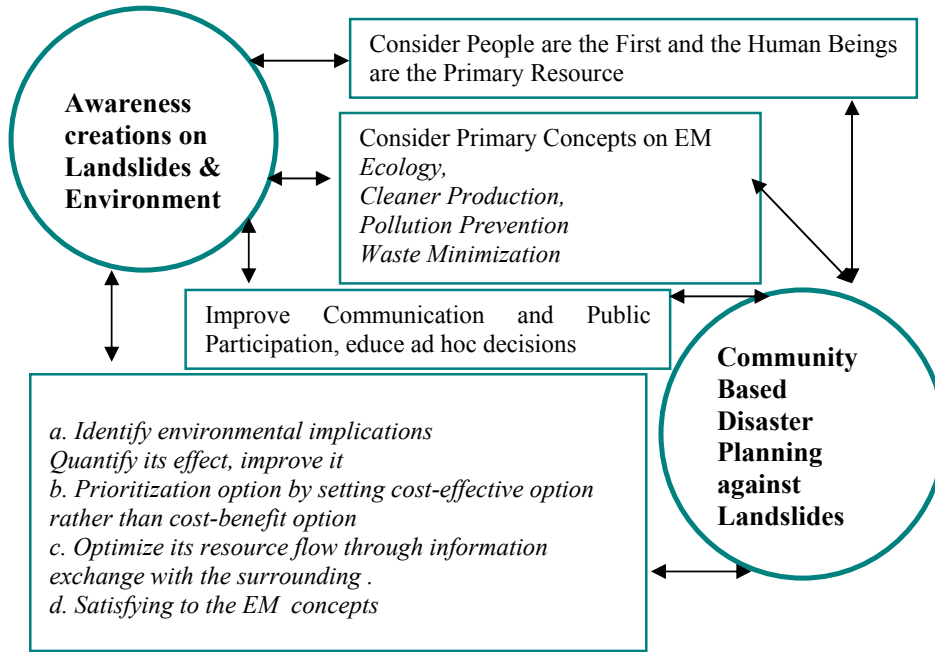 Consider People are the First and the Human Beings
are the Primary Resource
Awareness
creations on
Landslides &
Environment
Consider Primary Concepts on EM
Ecology,
Cleaner Production,
Pollution Prevention
Waste Minimization
Improve Communication and Public
Participation, educe ad hoc decisions
Community
Based
Disaster
Planning
against
Landslides
a. Identify environmental implications
Quantify its effect, improve it
b. Prioritization option by setting cost-effective option
rather than cost-benefit option
c. Optimize its resource flow through information
exchange with the surrounding .
d. Satisfying to the EM concepts